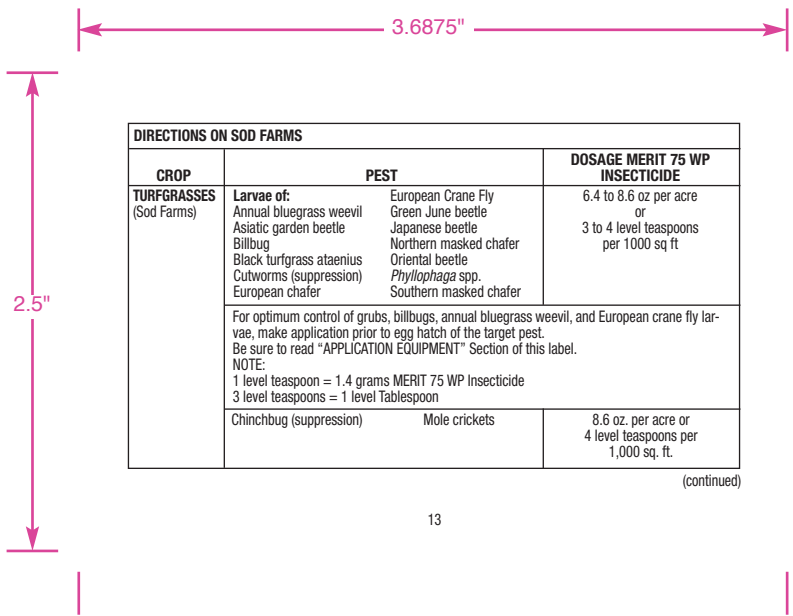 3.6875"
2.5"
DIRECTIONS ON SOD FARMS
CROP
PEST
DOSAGE MERIT 75 WP
INSECTICIDE
TURFGRASSES
(Sod Farms)
Larvae of:
Annual bluegrass weevil
Asiatic garden beetle
Billbug
Black turfgrass ataenius
Cutworms (suppression)
European chafer
European Crane Fly
Green June beetle
Japanese beetle
Northern masked chafer
Oriental beetle
Phyllophaga spp.
Southern masked chafer
6.4 to 8.6 oz per acre
or
3 to 4 level teaspoons
per 1000 sq ft
For optimum control of grubs, billbugs, annual bluegrass weevil, and European crane fly lar-
vae, make application prior to egg hatch of the target pest.
Be sure to read “APPLICATION EQUIPMENT” Section of this label.
NOTE:
1 level teaspoon = 1.4 grams MERIT 75 WP Insecticide
3 level teaspoons = 1 level Tablespoon
Chinchbug (suppression)
Mole crickets
8.6 oz. per acre or
4 level teaspoons per
1,000 sq. ft.
(continued)
13